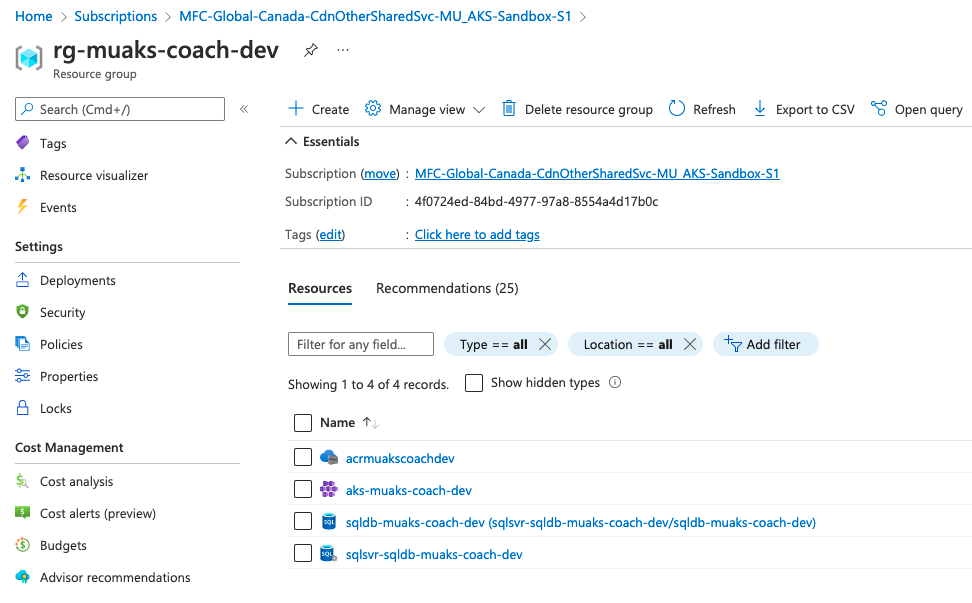 Home > Subscriptions > MFC-Global-Canada-CdnOtherSharedSvc-MU_AKS-Sandbox-S1 >
rg-muaks-coach-dev
Resource group
Search (Cmd+/)
Tags
Resource visualizer
Events
Settings
Deployments
Security
Policies
Properties
Locks
Cost Management
Cost analysis
Cost alerts (preview)
Budgets
Advisor recommendations
Create Manage view Delete resource group Refresh Export to CSV Open query
Essentials
Subscription (move) : MFC-Global-Canada-CdnOtherSharedSvc-MU_AKS-Sandbox-S1
Subscription ID : 4f0724ed-84bd-4977-97a8-8554a4d17b0c
Tags (edit) : Click here to add tags
Resources Recommendations (25)
Filter for any field... Type == all Location == all Add filter
Showing 1 to 4 of 4 records. Show hidden types
Name
acrmuakscoachdev
aks-muaks-coach-dev
sqldb-muaks-coach-dev (sqlsvr-sqldb-muaks-coach-dev/sqldb-muaks-coach-dev)
sqlsvr-sqldb-muaks-coach-dev